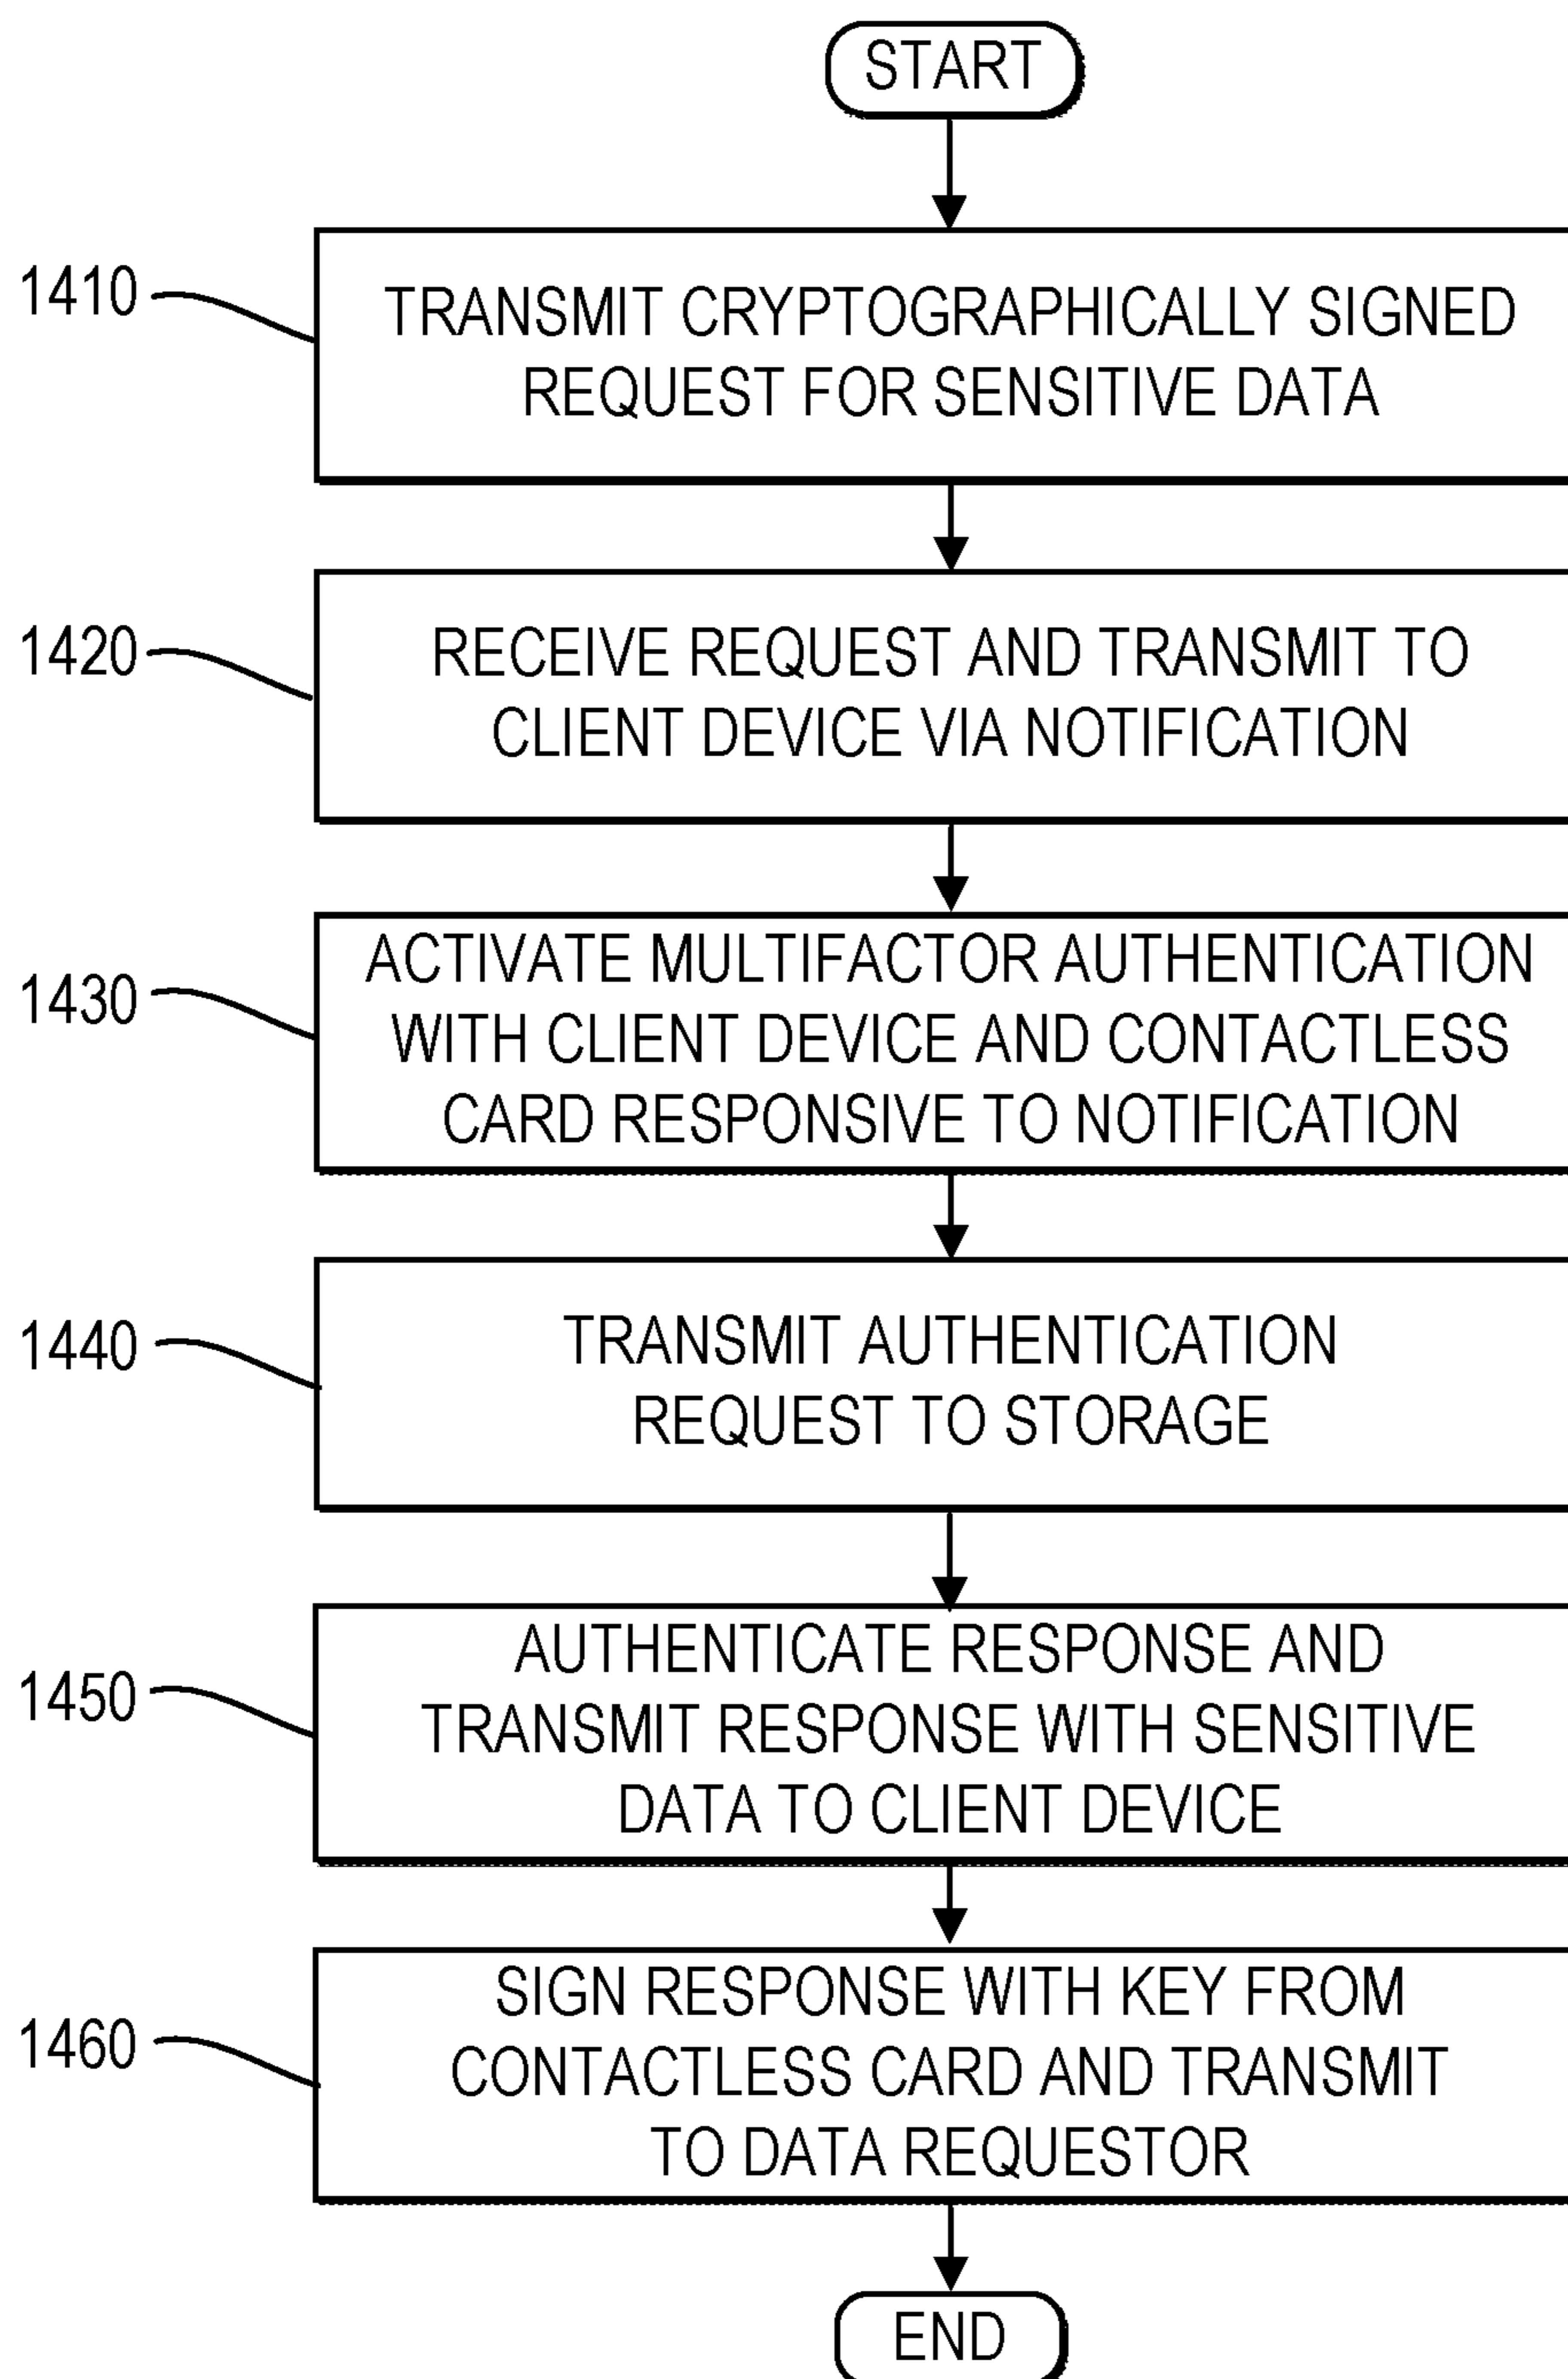 START
1410
TRANSMIT CRYPTOGRAPHICALLY SIGNED
REQUEST FOR SENSITIVE DATA
1420
RECEIVE REQUEST AND TRANSMIT TO
CLIENT DEVICE VIA NOTIFICATION
1430
ACTIVATE MULTIFACTOR AUTHENTICATION
WITH CLIENT DEVICE AND CONTACTLESS
CARD RESPONSIVE TO NOTIFICATION
1440
TRANSMIT AUTHENTICATION
REQUEST TO STORAGE
1450
AUTHENTICATE RESPONSE AND
TRANSMIT RESPONSE WITH SENSITIVE
DATA TO CLIENT DEVICE
1460
SIGN RESPONSE WITH KEY FROM
CONTACTLESS CARD AND TRANSMIT
TO DATA REQUESTOR
END